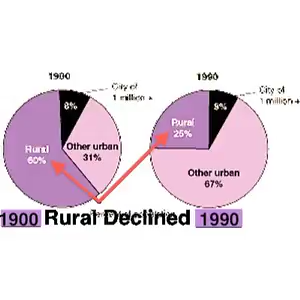 1900
1990
City of
1 million +
City of
1 million +
8%
9%
Rural
60%
Other urban
31%
Rural
25%
Other urban
67%
1900 Rural Declined 1990